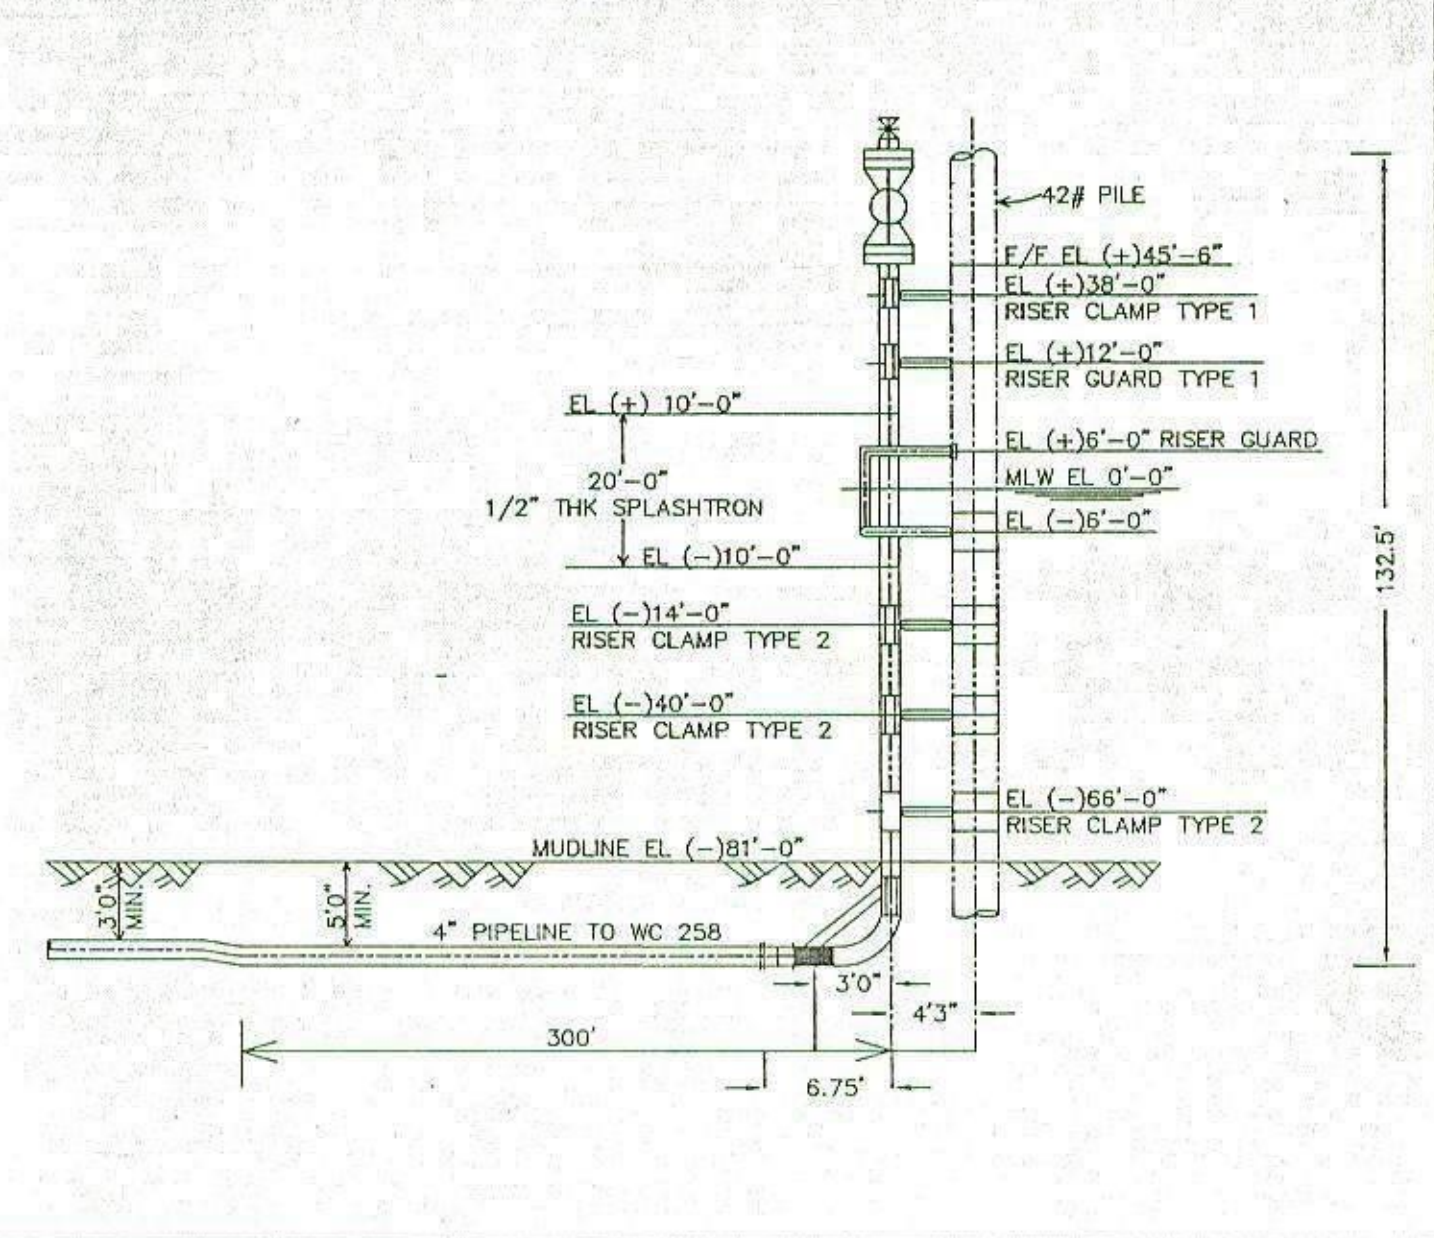 42# PILE
F/F EL (+)45'-6"
EL (+)38'-0"
RISER CLAMP TYPE 1
EL (+)12'-0"
RISER GUARD TYPE 1
EL (+) 10'-0"
EL (+)6'-0" RISER GUARD
20'-0"
MLW EL 0'-0"
1/2" THK SPLASHTRON
EL (-)6'-0"
EL (-)10'-0"
132.5'
EL (-)14'-0"
RISER CLAMP TYPE 2
EL (-)40'-0"
RISER CLAMP TYPE 2
EL (-)66'-0"
RISER CLAMP TYPE 2
MUDLINE EL (-)81'-0"
3'0"
MIN.
5'0"
MIN.
4" PIPELINE TO WC 258
3'0"
4'3"
300'
6.75'